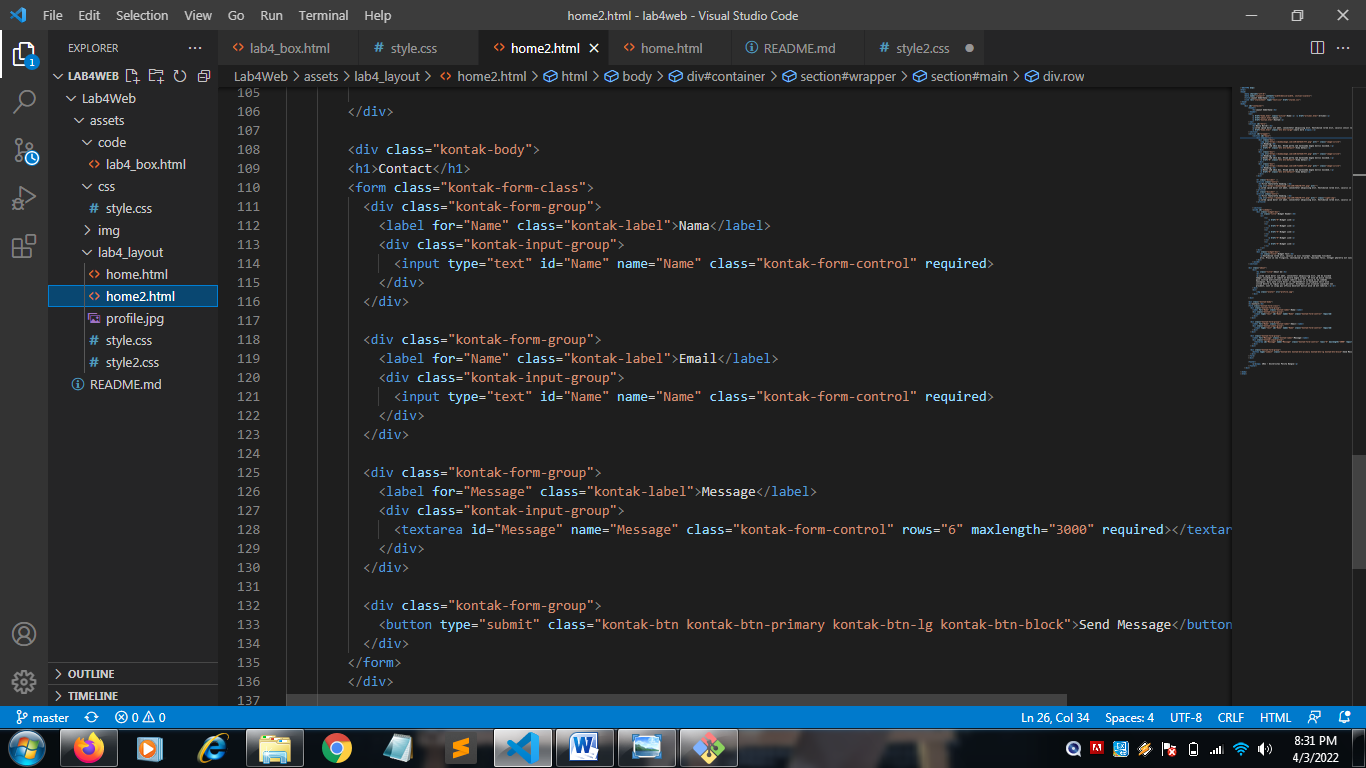 File Edit Selection View Go Run Terminal Help home2.html - lab4web - Visual Studio Code
EXPLORER
lab4_box.html style.css home2.html home.html README.md style2.css
LAB4WEB
Lab4Web > assets > lab4_layout > home2.html > html > body > div#container > section#wrapper > section#main > div.row
Lab4Web
assets
code
lab4_box.html
css
style.css
img
lab4_layout
home.html
home2.html
profile.jpg
style.css
style2.css
README.md
OUTLINE
TIMELINE
1
105
106 </div>
107
108 <div class="kontak-body">
109 <h1>Contact</h1>
110 <form class="kontak-form-class">
111 <div class="kontak-form-group">
112 <label for="Name" class="kontak-label">Nama</label>
113 <div class="kontak-input-group">
114 <input type="text" id="Name" name="Name" class="kontak-form-control" required>
115 </div>
116 </div>
117
118 <div class="kontak-form-group">
119 <label for="Name" class="kontak-label">Email</label>
120 <div class="kontak-input-group">
121 <input type="text" id="Name" name="Name" class="kontak-form-control" required>
122 </div>
123 </div>
124
125 <div class="kontak-form-group">
126 <label for="Message" class="kontak-label">Message</label>
127 <div class="kontak-input-group">
128 <textarea id="Message" name="Message" class="kontak-form-control" rows="6" maxlength="3000" required></textar
129 </div>
130 </div>
131
132 <div class="kontak-form-group">
133 <button type="submit" class="kontak-btn kontak-btn-primary kontak-btn-lg kontak-btn-block">Send Message</button
134 </div>
135 </form>
136 </div>
137
master 0 0 Ln 26, Col 34 Spaces: 4 UTF-8 CRLF HTML
8:31 PM
4/3/2022